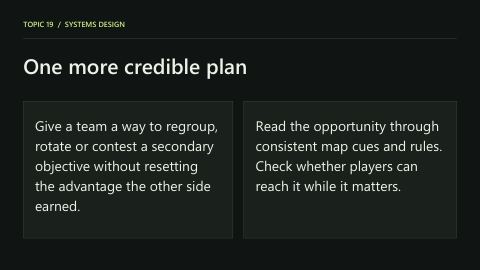 TOPIC 19 / SYSTEMS DESIGN
One more credible plan
Give a team a way to regroup,
rotate or contest a secondary
objective without resetting
the advantage the other side
earned.
Read the opportunity through
consistent map cues and rules.
Check whether players can
reach it while it matters.